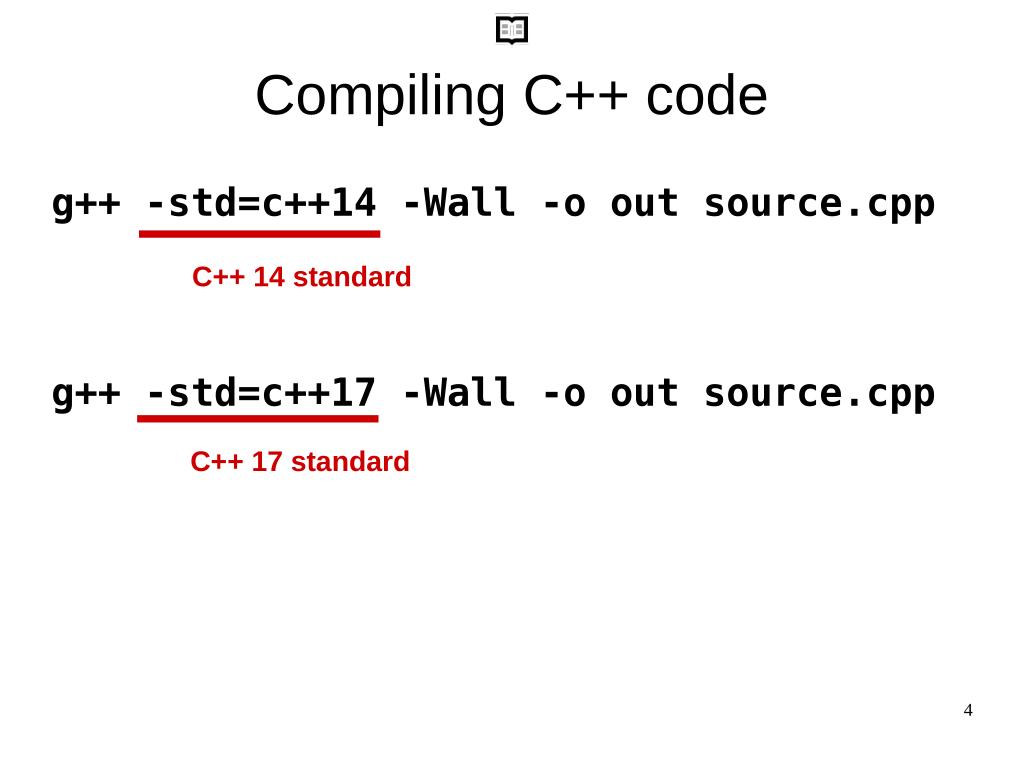 Compiling C++ code
g++ -std=c++14 -Wall -o out source.cpp
C++ 14 standard
g++ -std=c++17 -Wall -o out source.cpp
C++ 17 standard
4